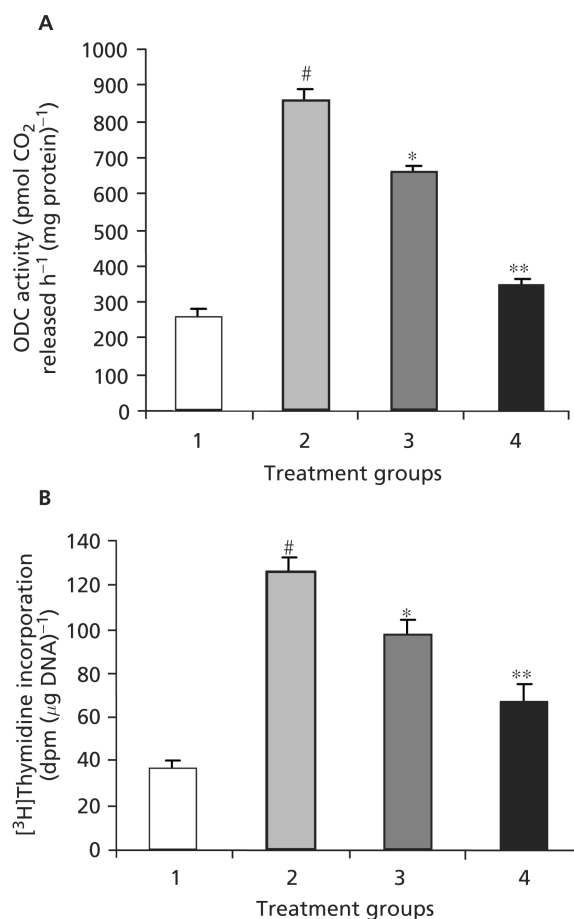 A
ODC activity (pmol CO₂
released h⁻¹ (mg protein)⁻¹)
1000
900
800
700
600
500
400
300
200
100
0
#
*
**
1 2 3 4
Treatment groups
B
[³H]Thymidine incorporation
(dpm (μg DNA)⁻¹)
140
120
100
80
60
40
20
0
#
*
**
1 2 3 4
Treatment groups